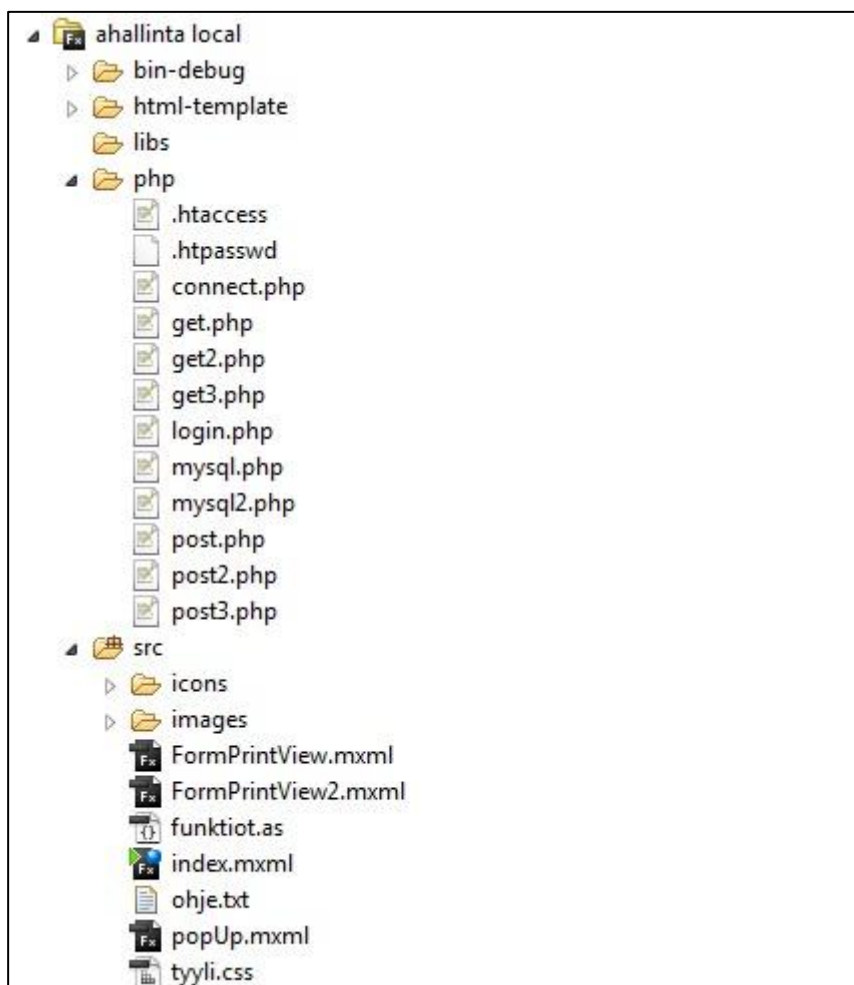 ahallinta local
bin-debug
html-template
libs
php
.htaccess
.htpasswd
connect.php
get.php
get2.php
get3.php
login.php
mysql.php
mysql2.php
post.php
post2.php
post3.php
src
icons
images
FormPrintView.mxml
FormPrintView2.mxml
funktiot.as
index.mxml
ohje.txt
popUp.mxml
tyyli.css